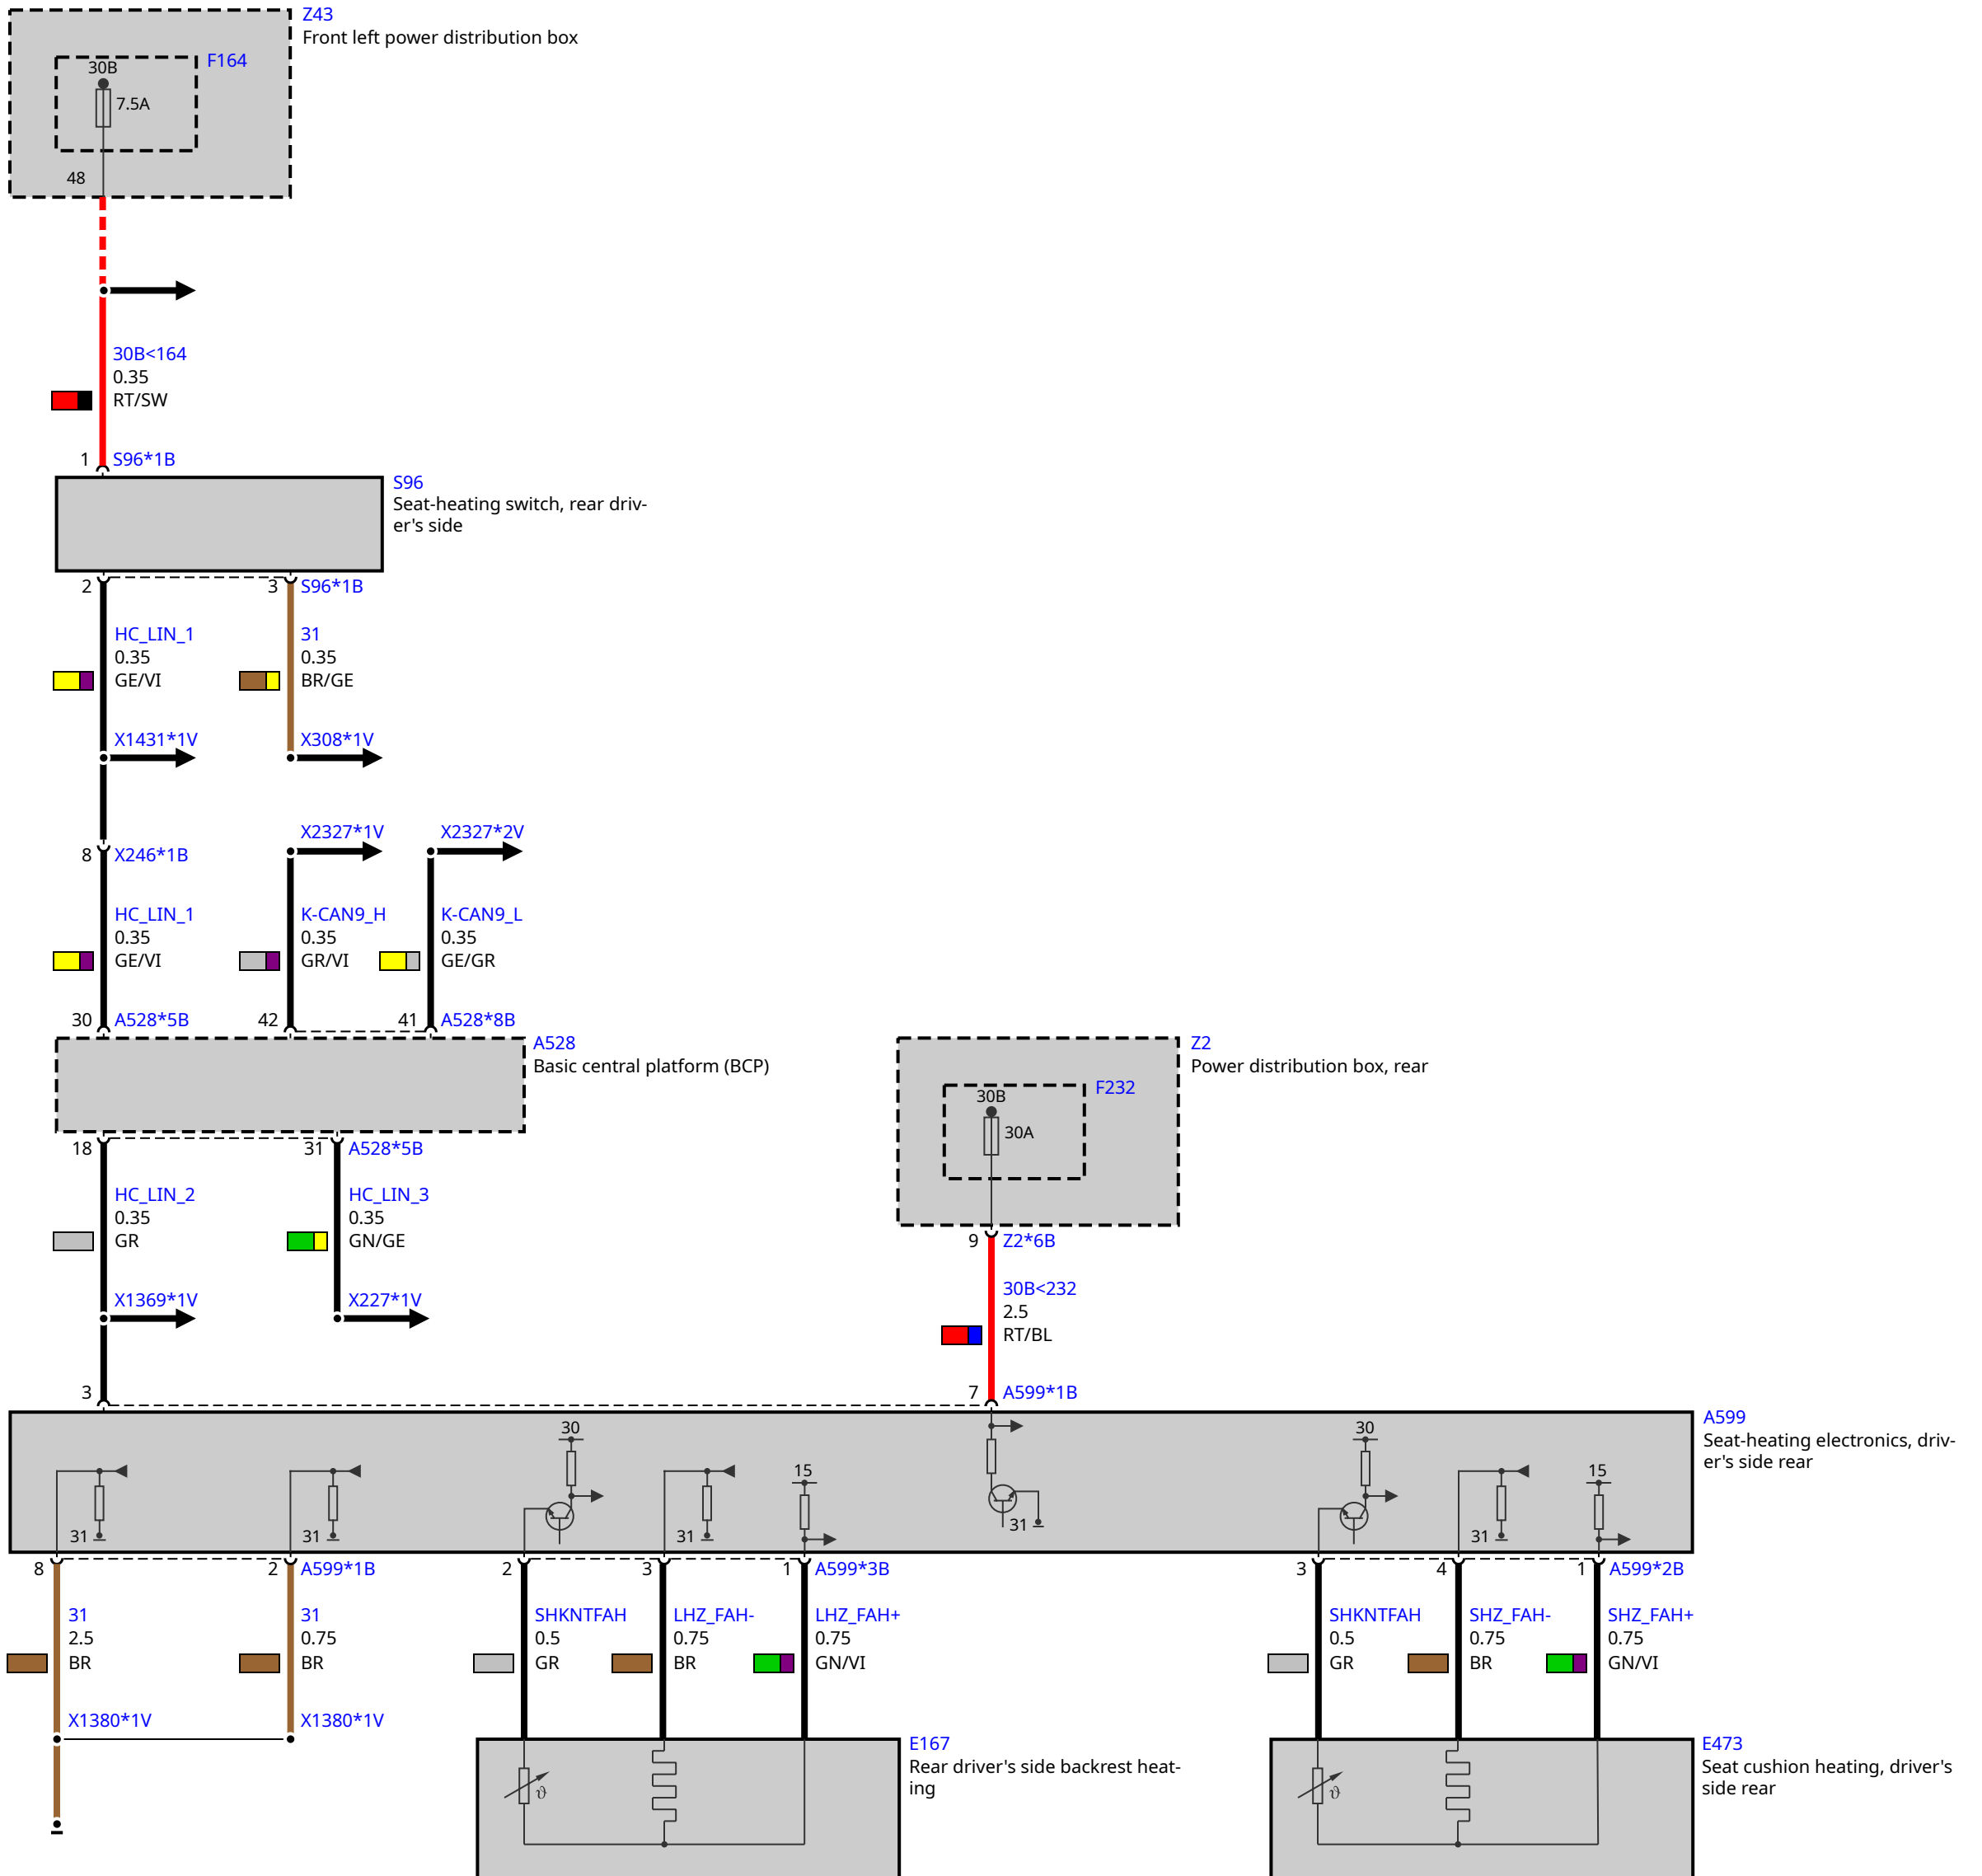 Z43
Front left power distribution box
F164
30B
7.5A
48
30B<164
0.35
RT/SW
1
S96*1B
S96
Seat-heating switch, rear driv-
er's side
2
3
S96*1B
HC_LIN_1
0.35
GE/VI
31
0.35
BR/GE
X1431*1V
X308*1V
X2327*1V
X2327*2V
8
X246*1B
HC_LIN_1
0.35
GE/VI
K-CAN9_H
0.35
GR/VI
K-CAN9_L
0.35
GE/GR
30
A528*5B
42
41
A528*8B
A528
Basic central platform (BCP)
Z2
Power distribution box, rear
F232
30B
30A
18
31
A528*5B
HC_LIN_2
0.35
GR
HC_LIN_3
0.35
GN/GE
9
Z2*6B
30B<232
2.5
RT/BL
X1369*1V
X227*1V
3
7
A599*1B
A599
Seat-heating electronics, driv-
er's side rear
30
15
30
15
31
31
31
31
31
8
2
A599*1B
2
3
1
A599*3B
3
4
1
A599*2B
31
2.5
BR
31
0.75
BR
SHKNTFAH
0.5
GR
LHZ_FAH-
0.75
BR
LHZ_FAH+
0.75
GN/VI
SHKNTFAH
0.5
GR
SHZ_FAH-
0.75
BR
SHZ_FAH+
0.75
GN/VI
X1380*1V
X1380*1V
E167
Rear driver's side backrest heat-
ing
E473
Seat cushion heating, driver's
side rear
ϑ
ϑ